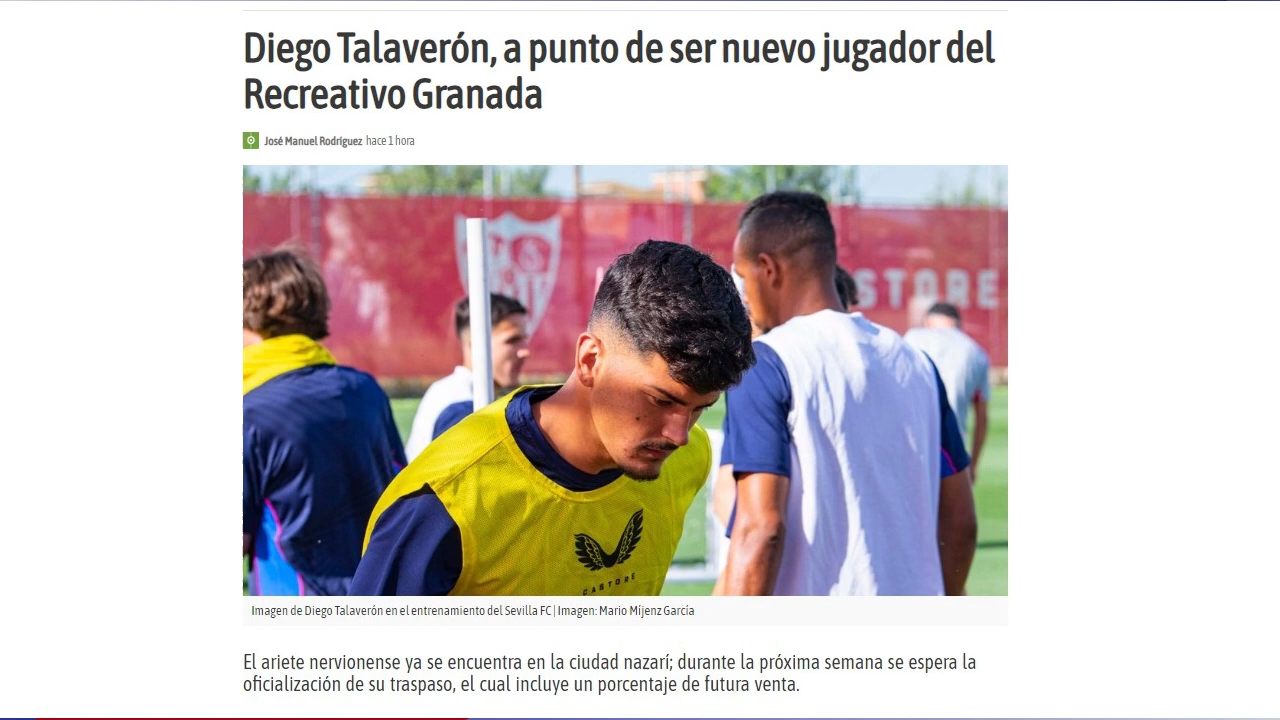 Diego Talaverón, a punto de ser nuevo jugador del
Recreativo Granada
José Manuel Rodríguez hace 1 hora
STORE
CASTORE
Imagen de Diego Talaverón en el entrenamiento del Sevilla FC | Imagen: Mario Míjenz García
El ariete nervionense ya se encuentra en la ciudad nazarí; durante la próxima semana se espera la
oficialización de su traspaso, el cual incluye un porcentaje de futura venta.